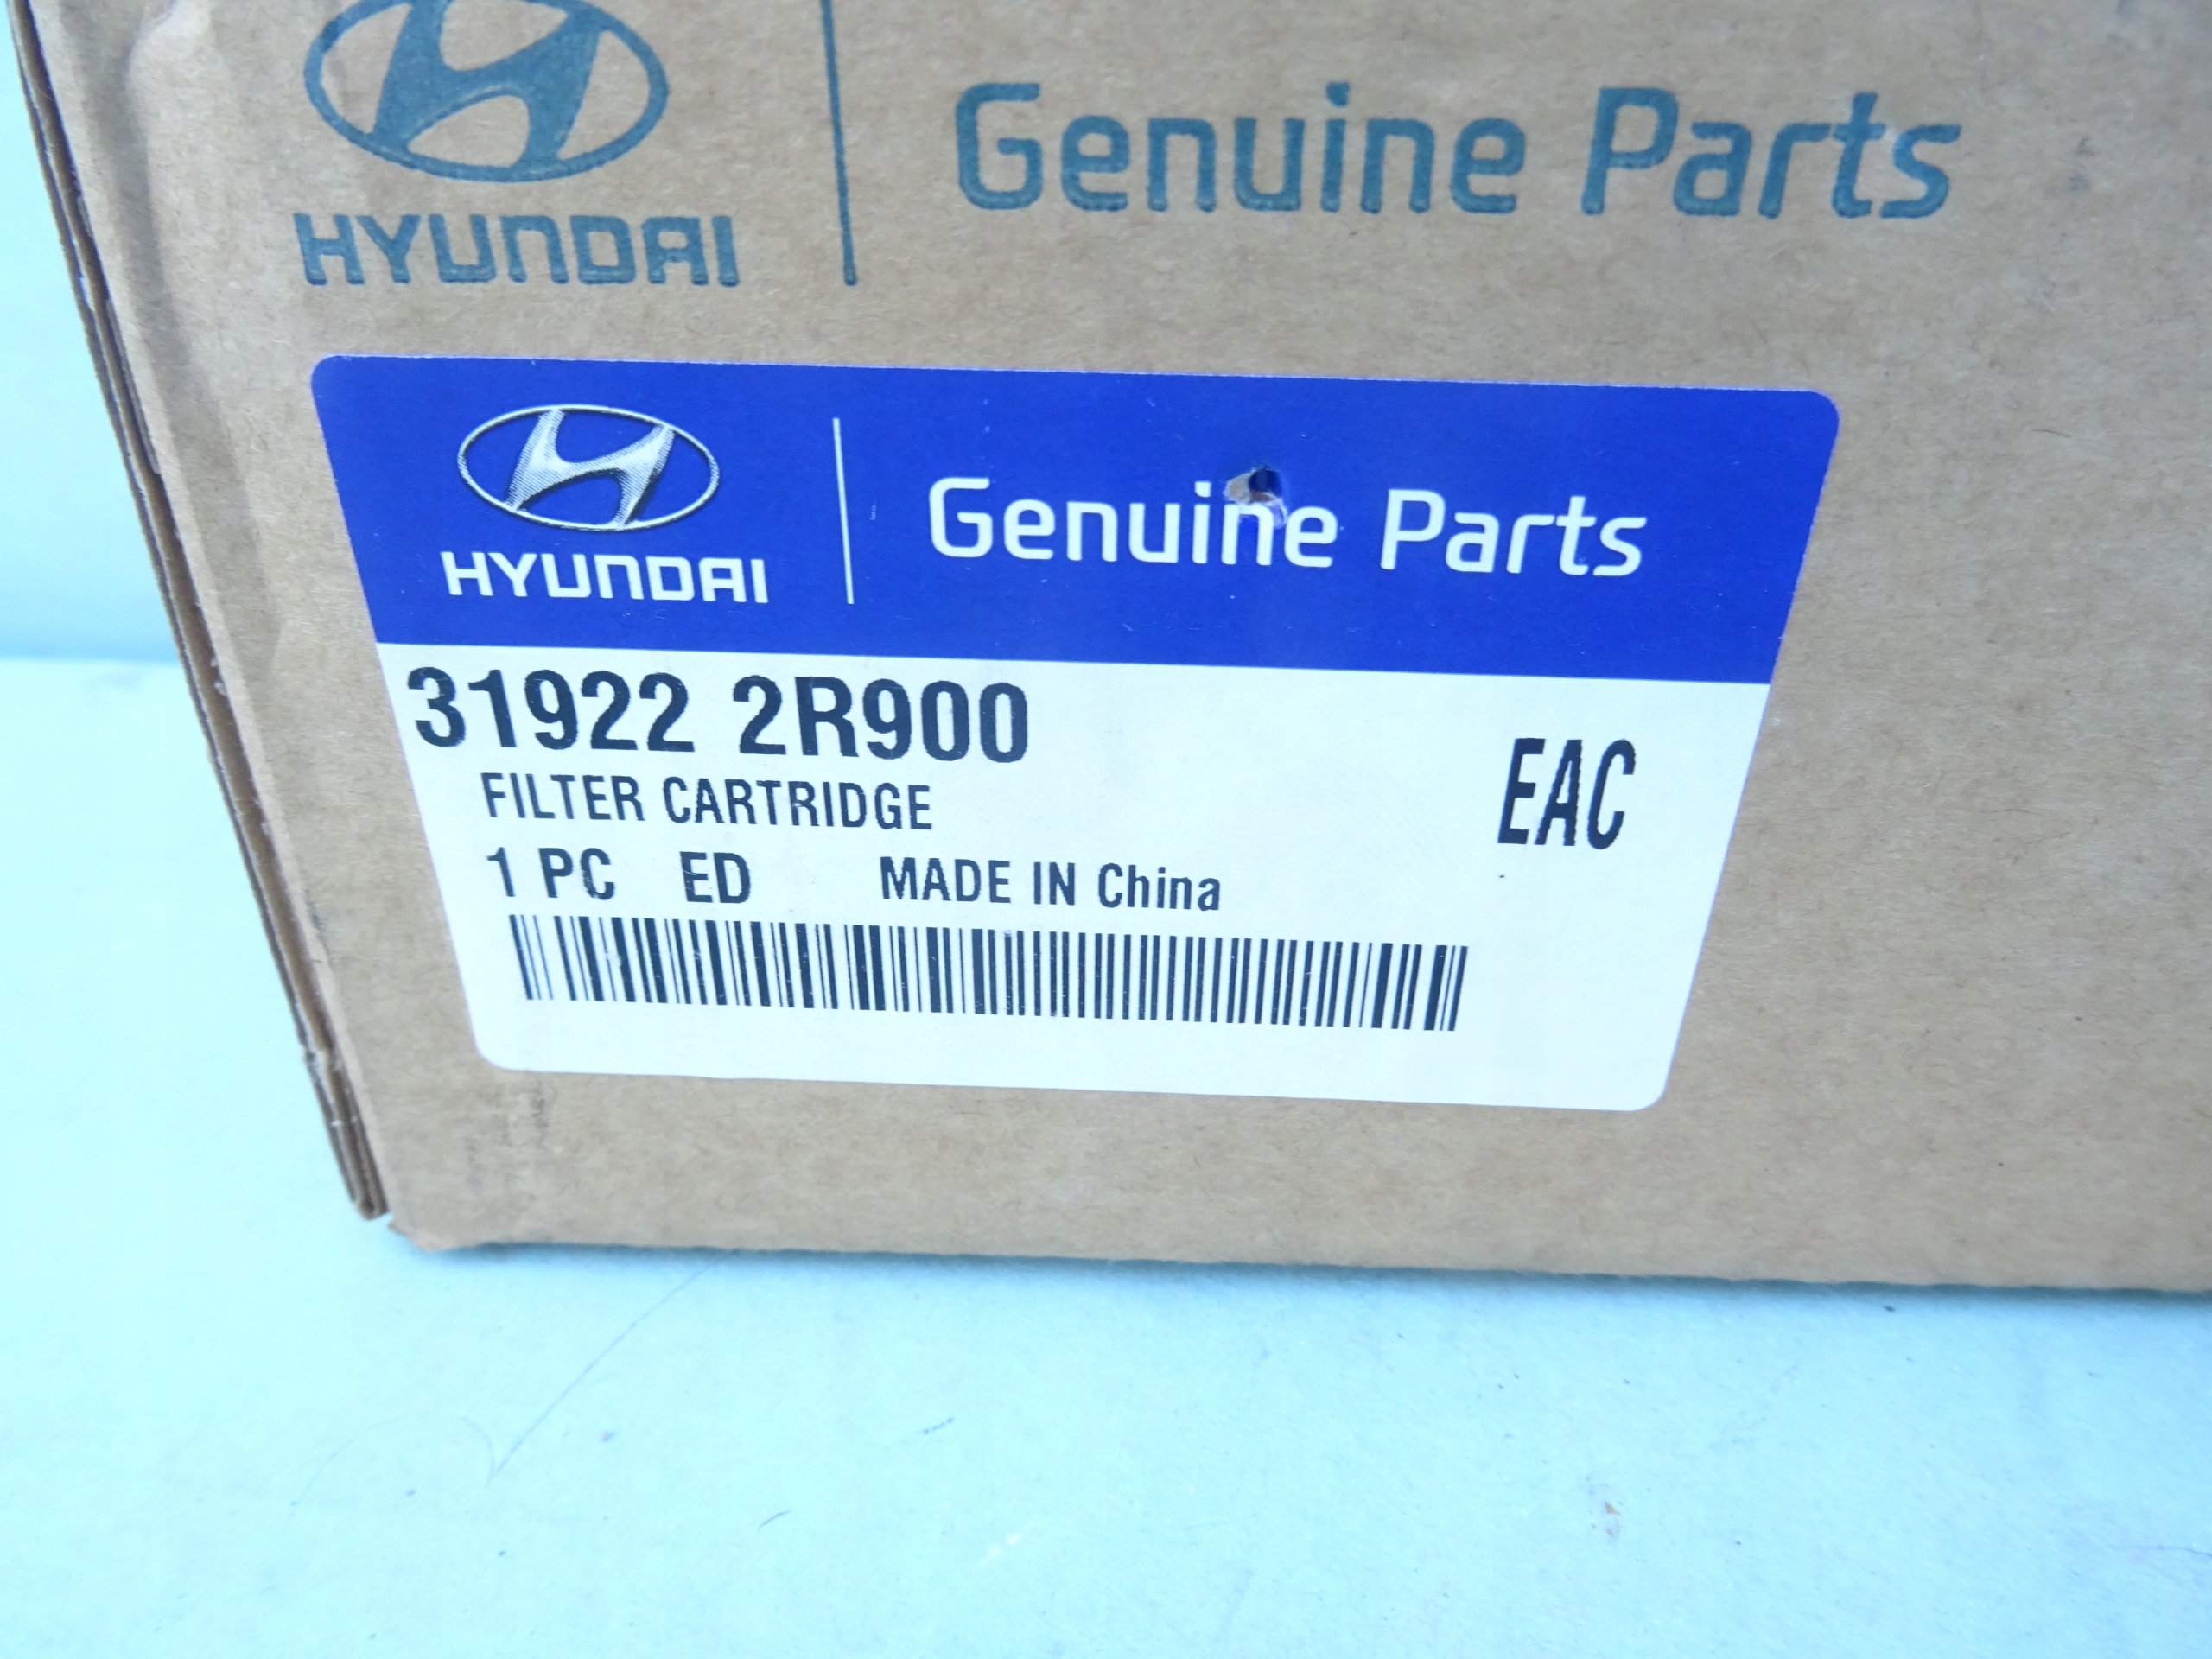 HYUNDAI
Genuine Parts
HYUNDAI
Genuine Parts
31922 2R900
FILTER CARTRIDGE
EAC
1 PC ED MADE IN China